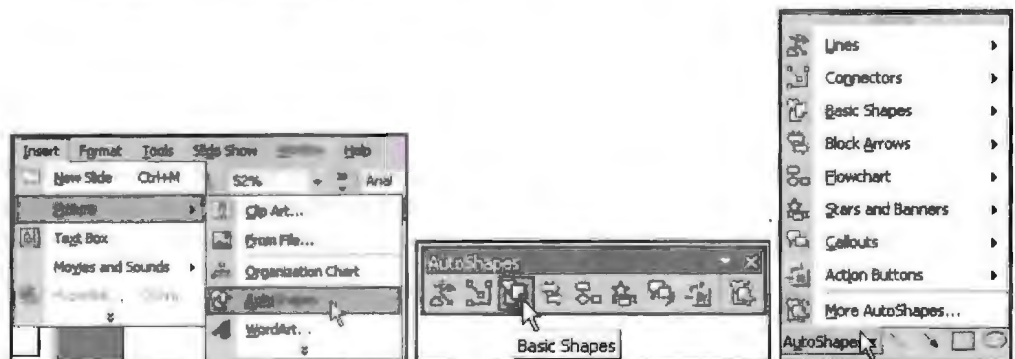 Insert Format Tools Slide Show Help
New Slide Ctrl+M
52% Arial
Picture
Clip Art...
Text Box
From File...
Movies and Sounds
Organization Chart
AutoShapes
WordArt...
AutoShapes
Basic Shapes
Lines
Connectors
Basic Shapes
Block Arrows
Flowchart
Stars and Banners
Callouts
Action Buttons
More AutoShapes...
AutoShapes